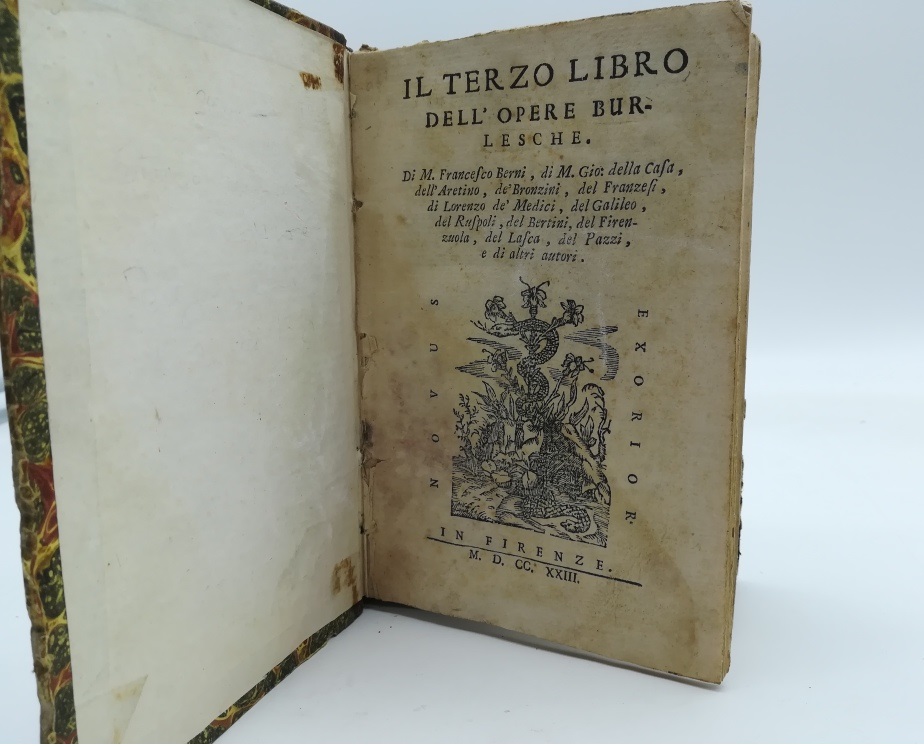 IL TERZO LIBRO
DELL' OPERE BUR-
LESCHE.
Di M. Franceſco Berni, di M. Gio: della Caſa,
dell'Aretino, de' Bronzini, del Franzeſi,
di Lorenzo de' Medici, del Galileo,
del Ruſpoli, del Bertini, del Firen-
zuola, del Laſca, del Pazzi,
e di altri autori.
NOVUS
EXORIOR
IN FIRENZE.
M. D. CC. XXIII.